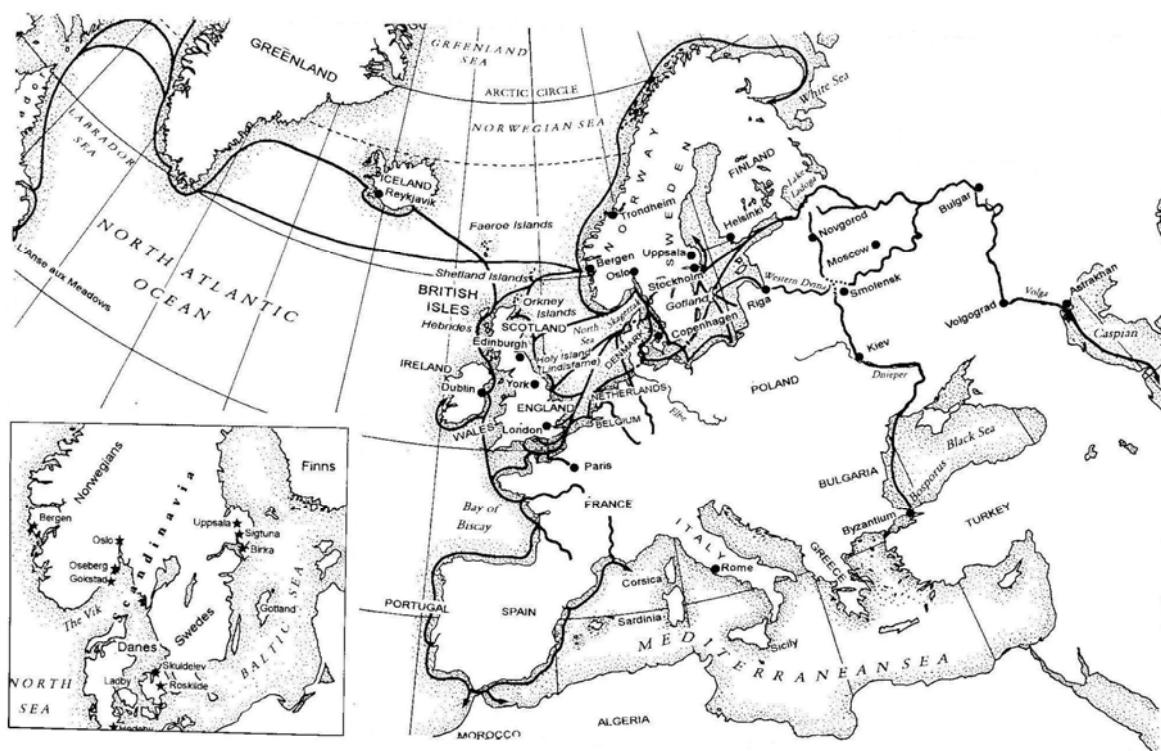 GREENLAND
GREENLAND
SEA
ARCTIC CIRCLE
NORWEGIAN SEA
White Sea
LABRADOR
SEA
ICELAND
Reykjavik
NORWAY
SWEDEN
FINLAND
Lake
Ladoga
Bulgar
Trondheim
Helsinki
Novgorod
Moscow
Faeroe Islands
Bergen
Uppsala
Oslo
Stockholm
NORTH ATLANTIC
OCEAN
L'Anse aux Meadows
Shetland Islands
BRITISH
ISLES
Orkney
Islands
Hebrides
SCOTLAND
North
Sea
Skagerrak
Gotland
Riga
Western Dvina
Smolensk
Astrakhan
Volga
Volgograd
Caspian
Copenhagen
DENMARK
Edinburgh
Holy Island
(Lindisfarne)
IRELAND
Dublin
York
NETHERLANDS
ENGLAND
BELGIUM
Elbe
POLAND
Kiev
Dnieper
WALES
London
Paris
FRANCE
Bay of
Biscay
BULGARIA
Black Sea
Bosporus
Byzantium
TURKEY
ITALY
Rome
GREECE
Corsica
Sardinia
PORTUGAL
SPAIN
Sicily
MEDITERRANEAN SEA
ALGERIA
MOROCCO
Norwegians
Finns
Bergen
Scandinavia
Uppsala
Sigtuna
Birka
Oslo
Oseberg
Gokstad
The Vik
Gotland
Swedes
BALTIC SEA
Danes
Skuldelev
Ladby
Roskilde
NORTH
SEA